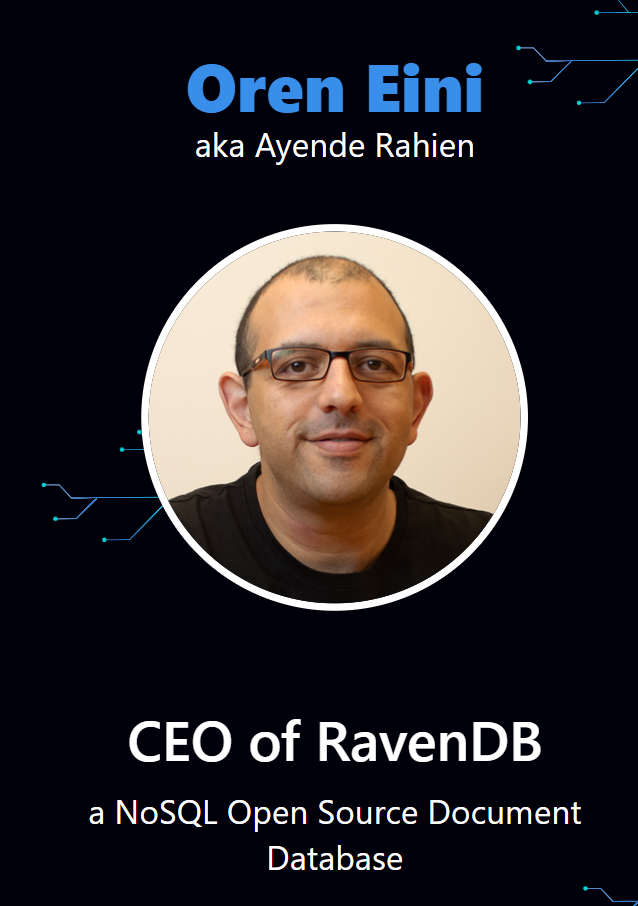 Oren Eini
aka Ayende Rahien
CEO of RavenDB
a NoSQL Open Source Document
Database